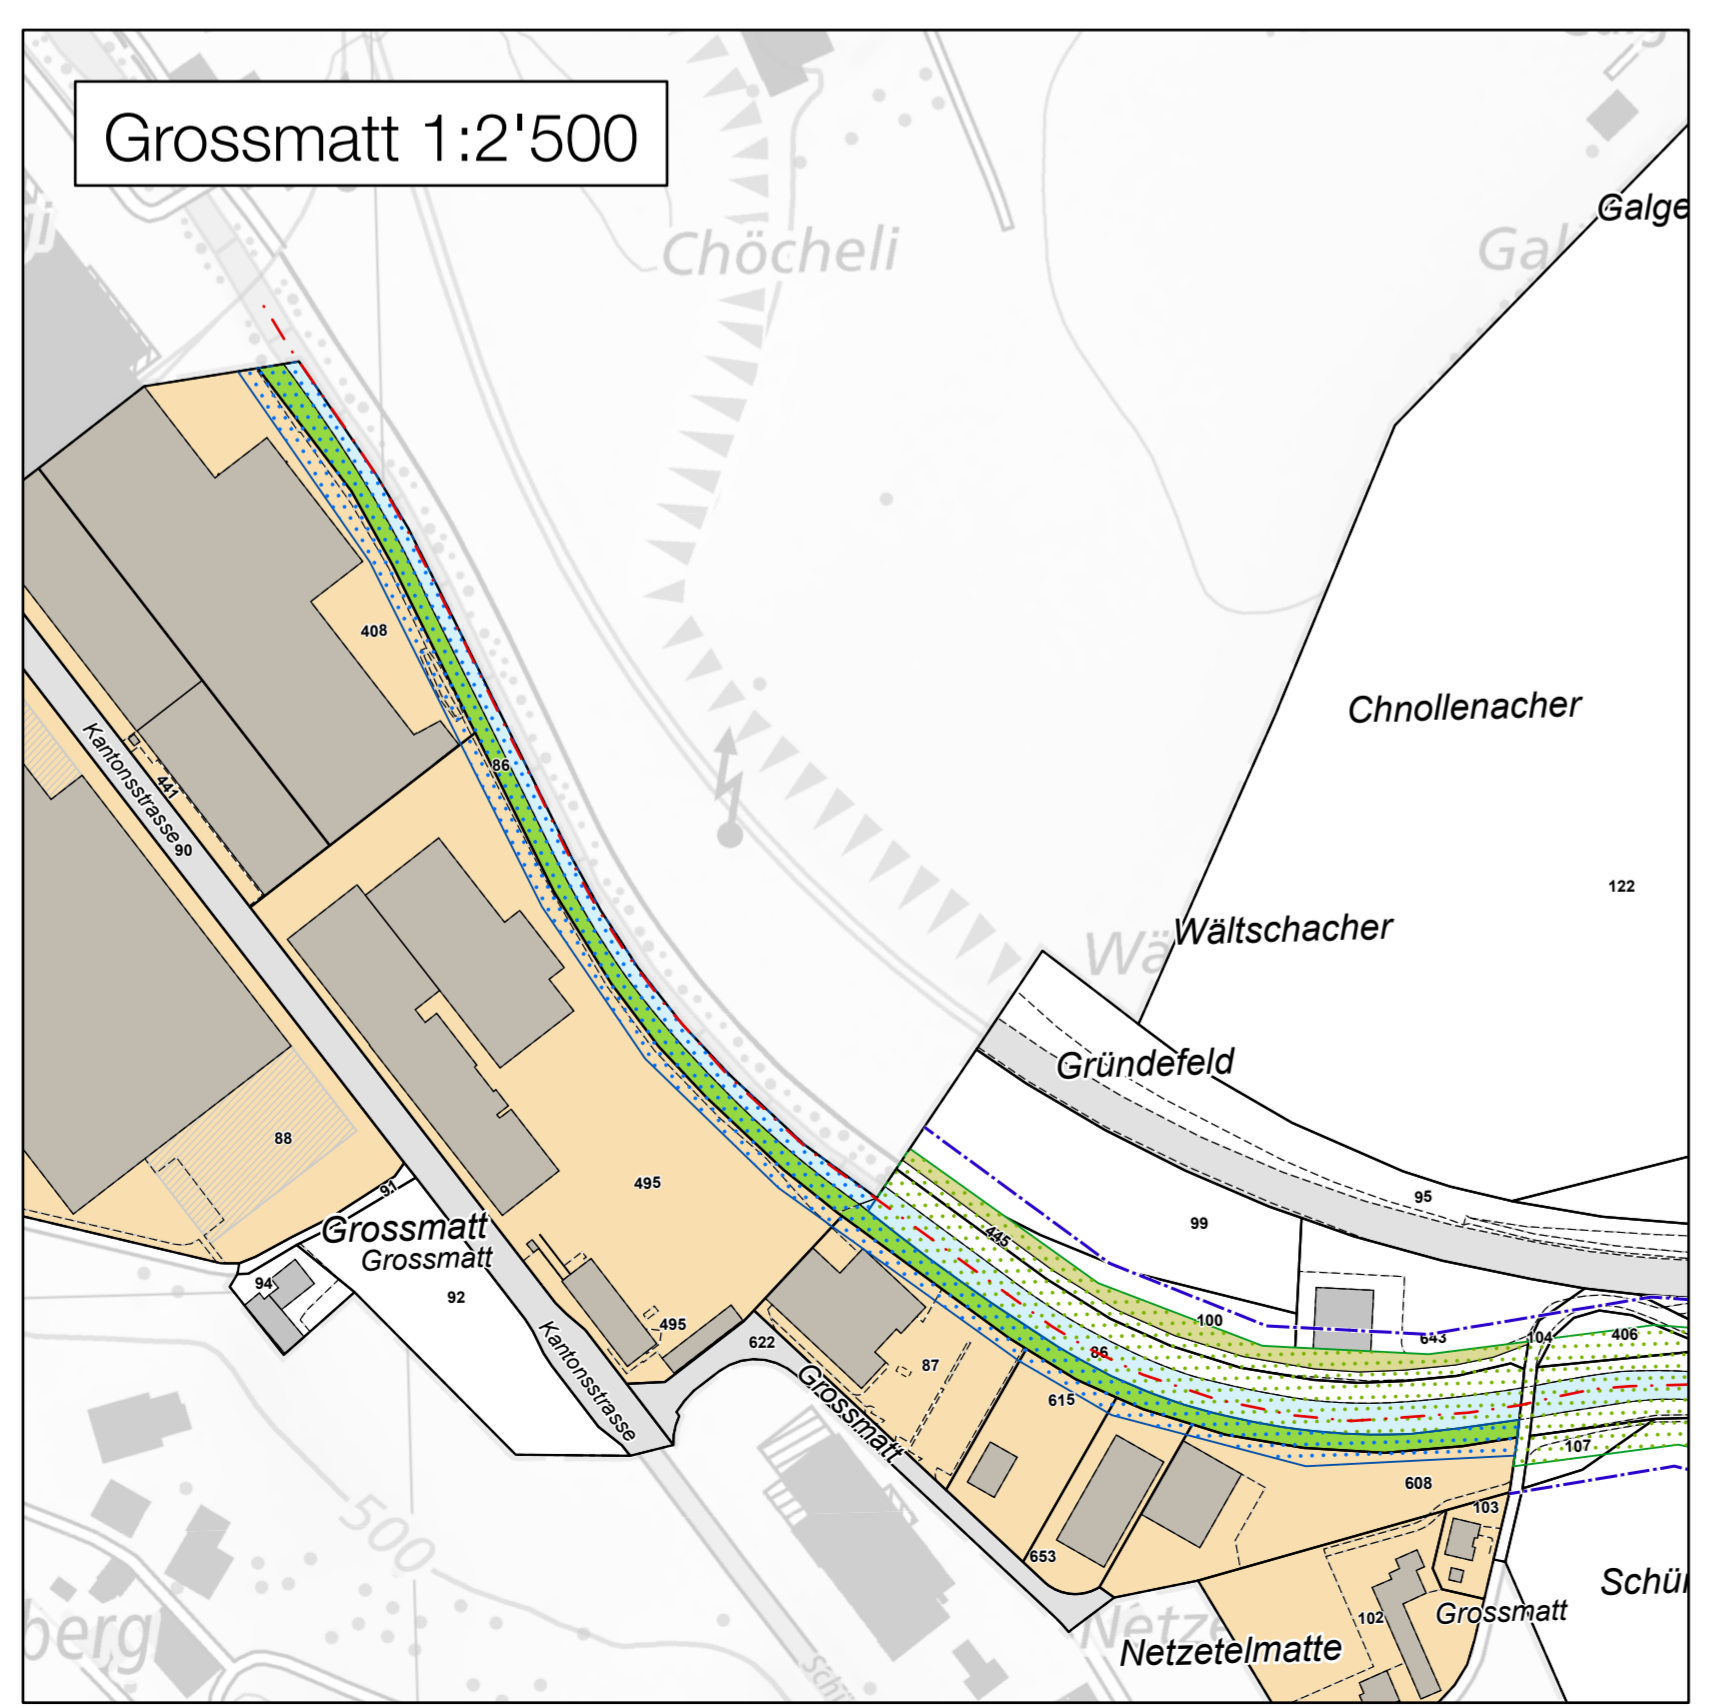 Grossmatt 1:2'500
Chöcheli
Galge
Chnollenacher
408
86
Kantonsstrasse
441
90
122
Wältschacher
Gründefeld
88
495
91
Grossmatt
Grossmatt
94
92
445
99
95
100
643
104
406
495
622
Kantonsstrasse
Grossmatt
87
86
615
107
608
103
500
653
102
Grossmatt
Netzetelmatte
berg